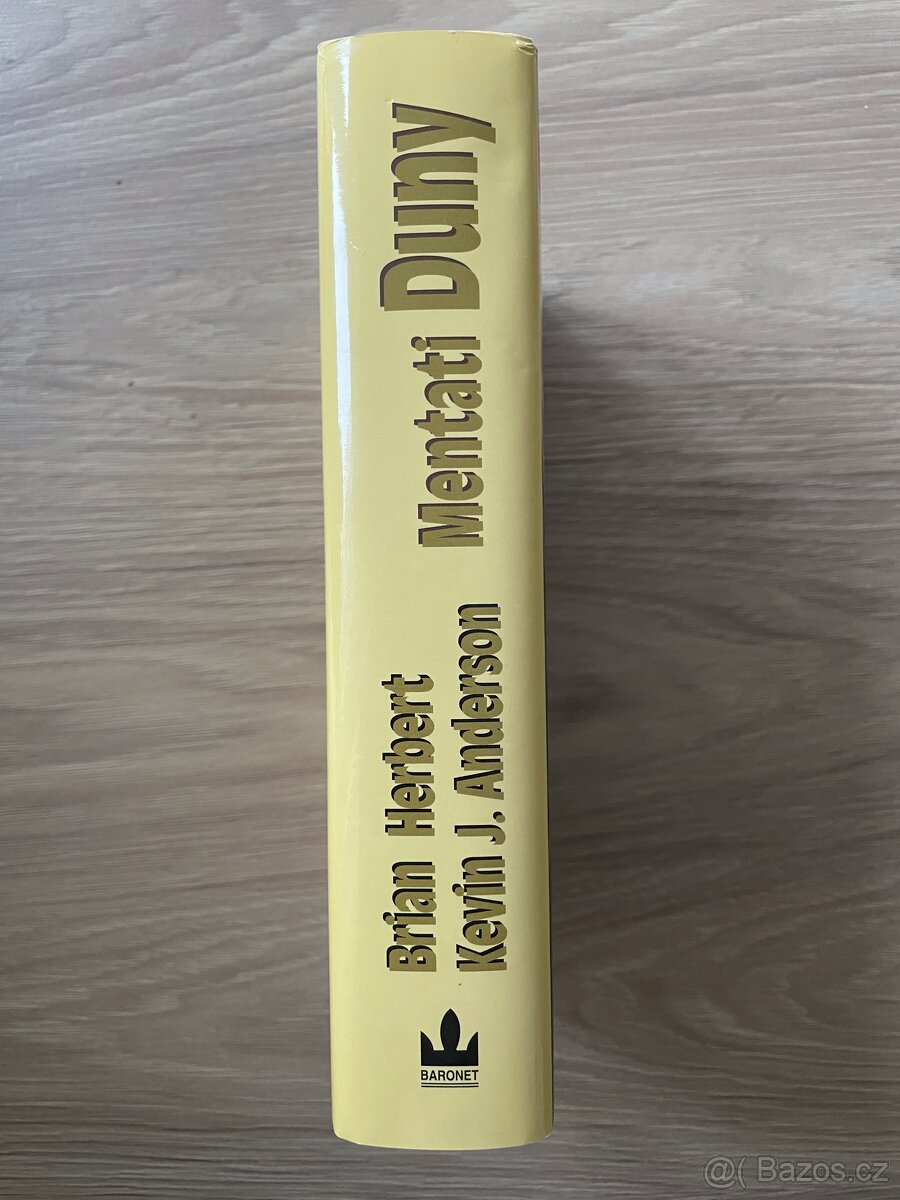 Brian Herbert
Kevin J. Anderson
Mentati Duny
BARONET
@( Bazos.cz